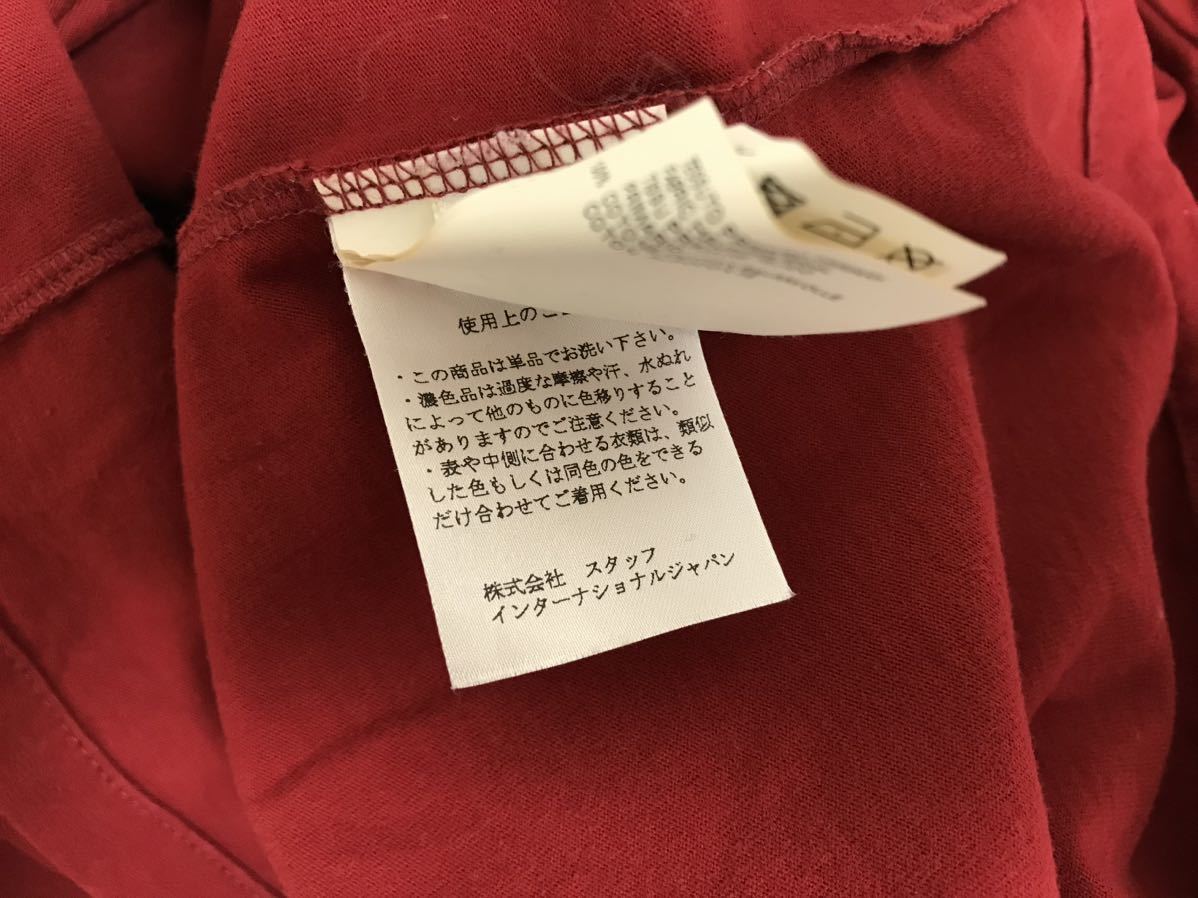 使用上のご
・この商品は単品でお洗い下さい。
・濃色品は過度な摩擦や汗、水ぬれ
によって他のものに色移りすること
がありますのでご注意ください。
・表や中側に合わせる衣類は、類似
した色もしくは同色の色をできる
だけ合わせてご着用ください。
株式会社 スタッフ
インターナショナルジャパン